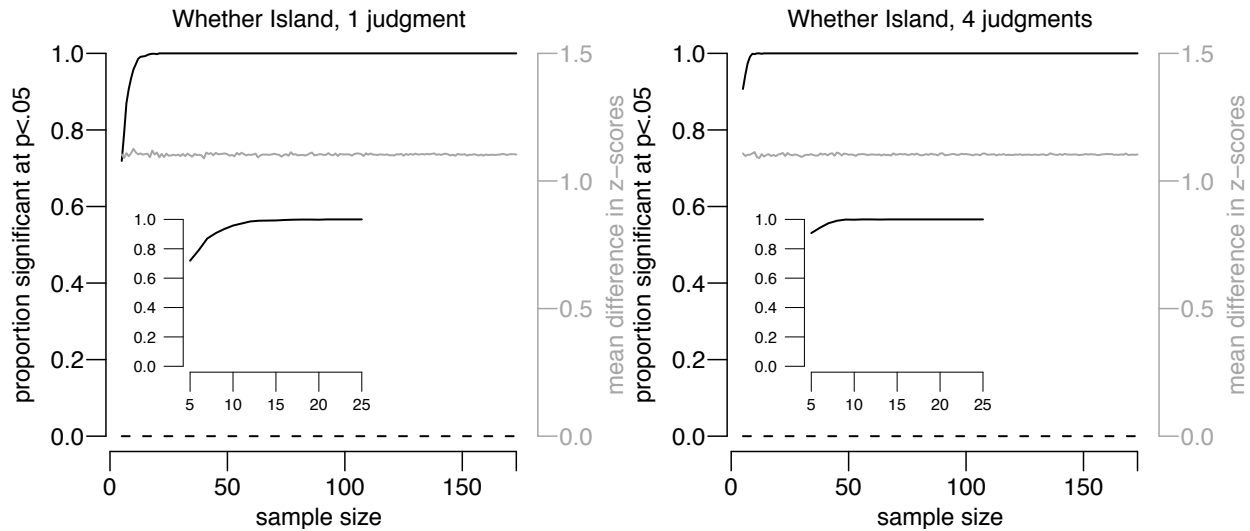 Whether Island, 1 judgment
proportion significant at p<.05
1.0
0.8
0.6
0.4
0.2
0.0
1.0
0.8
0.6
0.4
0.2
0.0
5 10 15 20 25
0 50 100 150
sample size
1.5
1.0
0.5
0.0
mean difference in z−scores
Whether Island, 4 judgments
proportion significant at p<.05
1.0
0.8
0.6
0.4
0.2
0.0
1.0
0.8
0.6
0.4
0.2
0.0
5 10 15 20 25
0 50 100 150
sample size
1.5
1.0
0.5
0.0
mean difference in z−scores